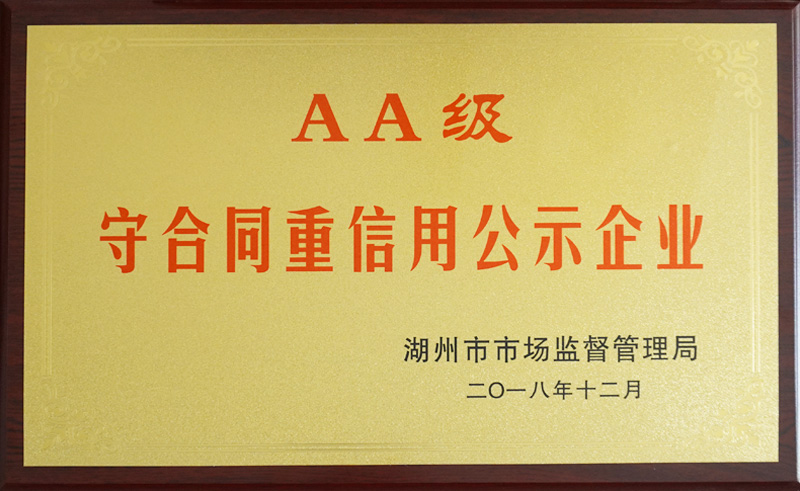 AA级
守合同重信用公示企业
湖州市市场监督管理局
二〇一八年十二月